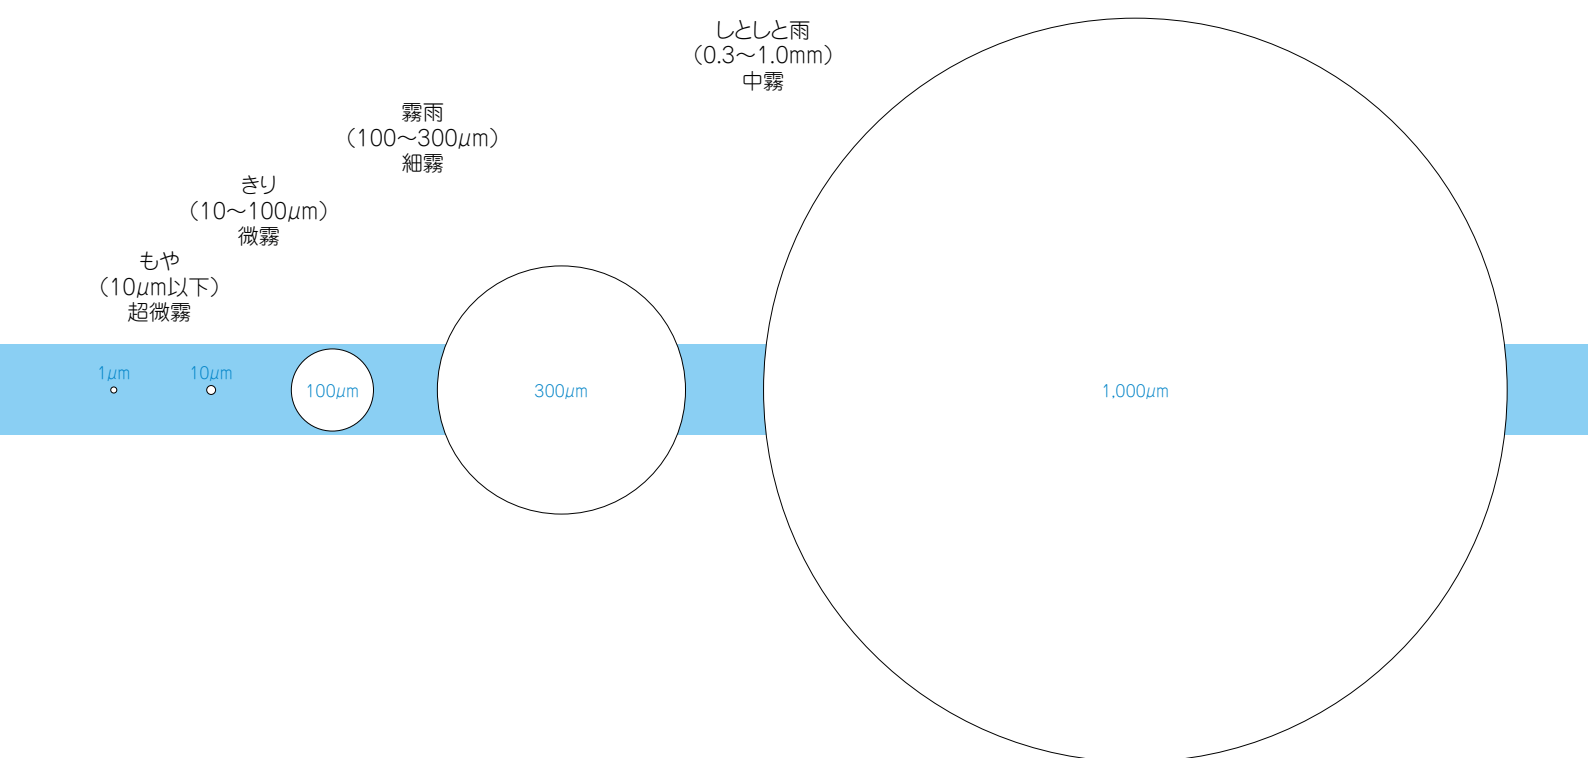 しとしと雨
（0.3〜1.0mm）
中霧
霧雨
（100〜300μm）
細霧
きり
（10〜100μm）
微霧
もや
（10μm以下）
超微霧
1μm
10μm
100μm
300μm
1,000μm